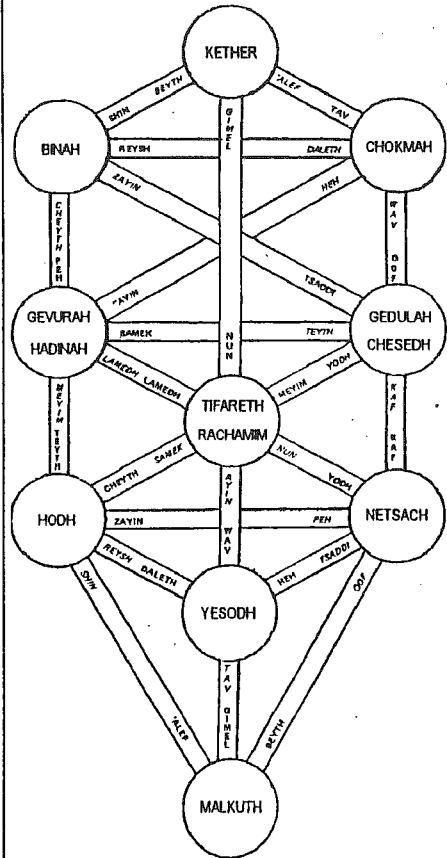 KETHER
SHIN BEYTH
'ALEF TAV
GIMEL NUN
BINAH
CHOKMAH
REYSH DALETH
ZAYIN TSADDI
HEH 'AYIN
CHEYTH PEH
WAV QOF
GEVURAH
HADINAH
GEDULAH
CHESEDH
SAMEK TEYTH
LAMEDH LAMEDH
MEYIM YODH
TIFARETH
RACHAMIM
MEYIM TEYTH
KAF KAF
CHEYTH SAMEK
NUN YODH
AYIN WAV
HODH
NETSACH
ZAYIN PEH
REYSH DALETH
HEH TSADDI
YESODH
SHIN 'ALEF
QOF BEYTH
TAV GIMEL
MALKUTH